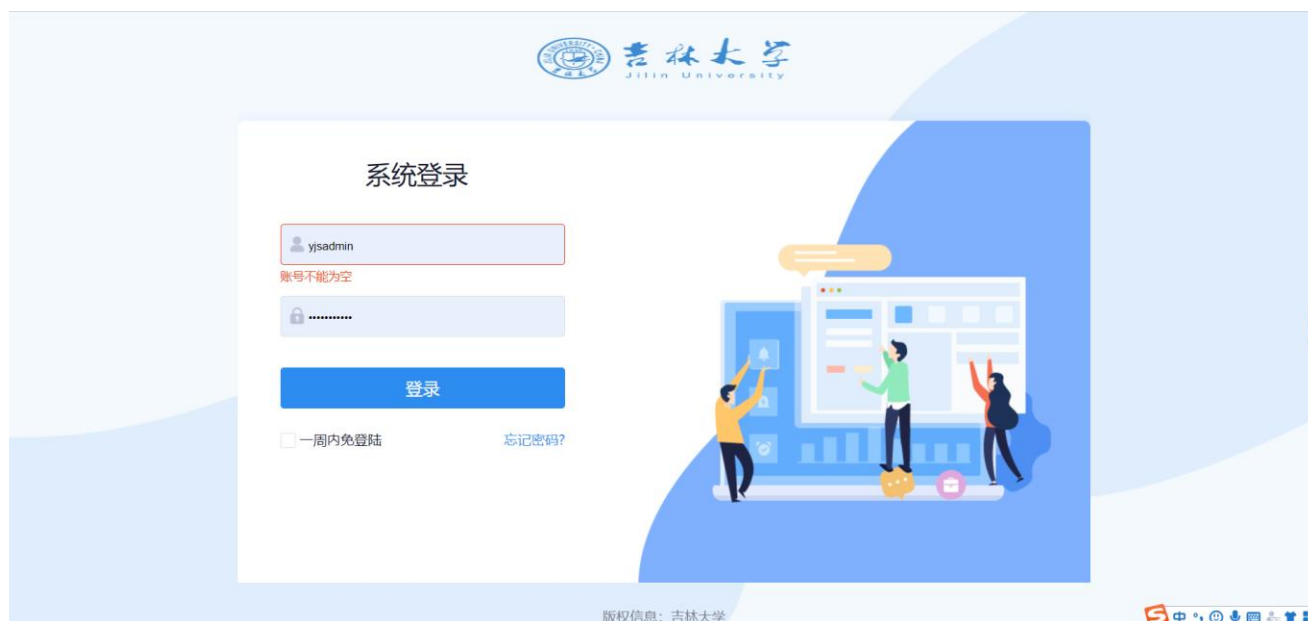 吉林大学
Jilin University
系统登录
yjsadmin
账号不能为空
•••••••••••
登录
一周内免登陆 忘记密码?
版权信息：吉林大学
中